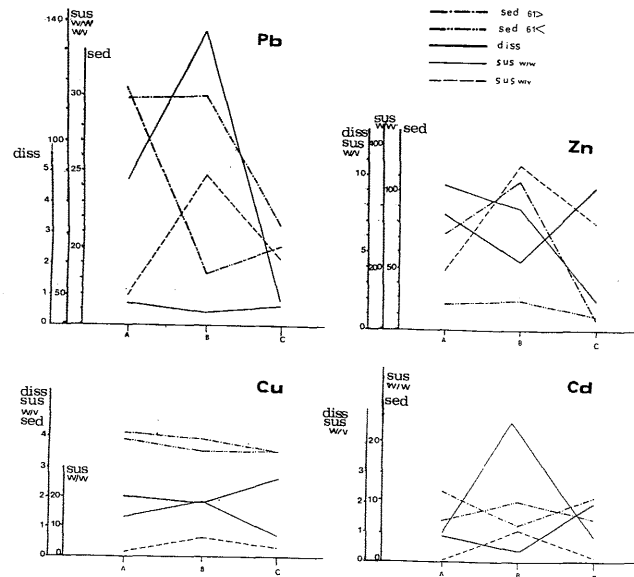 sed 61>
sed 61<
diss
sus w/w
sus w/v
Pb
sus
w/w
w/v
sed
diss
140
100
50
30
25
20
5
4
3
2
1
0
A B C
Zn
diss
sus
w/v
sus
w/w
sed
400
200
100
50
10
5
0
A B C
Cu
diss
sus
w/v
sed
sus
w/w
4
3
2
1
0
20
10
0
A B C
Cd
sus
w/w
sed
diss
sus
w/v
20
10
0
3
2
1
0
A B C